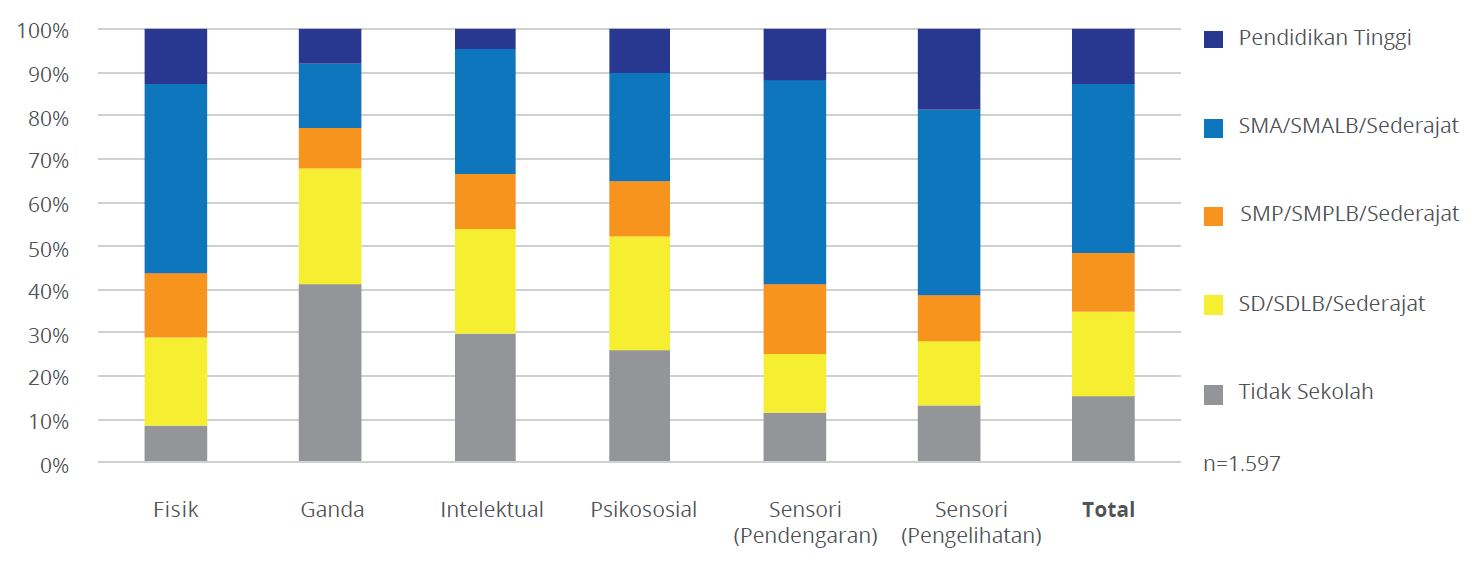 100%
90%
80%
70%
60%
50%
40%
30%
20%
10%
0%
Fisik
Ganda
Intelektual
Psikososial
Sensori
(Pendengaran)
Sensori
(Pengelihatan)
Total
Pendidikan Tinggi
SMA/SMALB/Sederajat
SMP/SMPLB/Sederajat
SD/SDLB/Sederajat
Tidak Sekolah
n=1.597